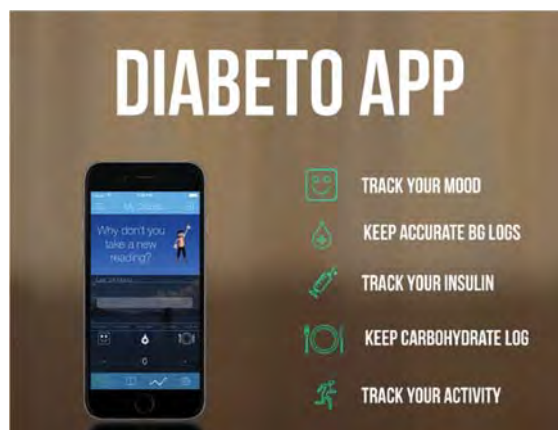 DIABETO APP
TRACK YOUR MOOD
KEEP ACCURATE BG LOGS
TRACK YOUR INSULIN
KEEP CARBOHYDRATE LOG
TRACK YOUR ACTIVITY
Why don't you
take a new
reading?
0